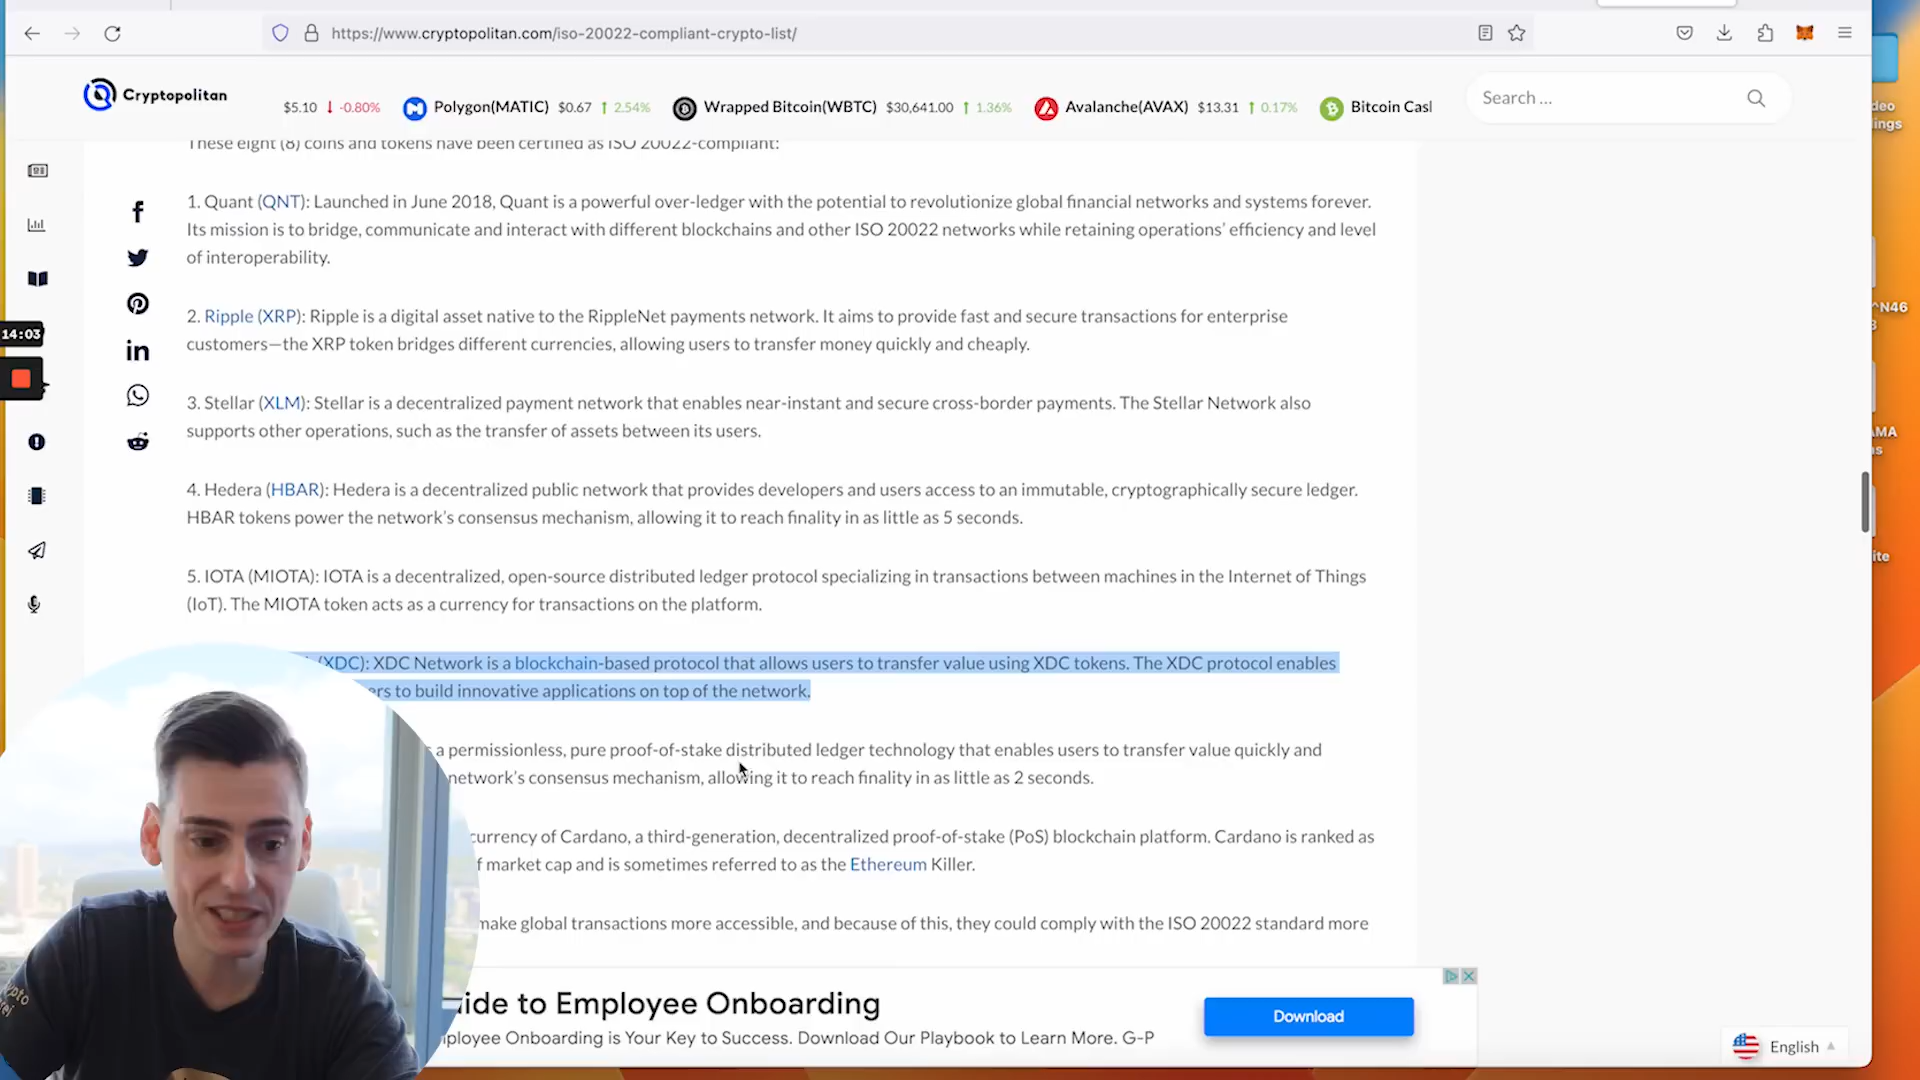 https://www.cryptopolitan.com/iso-20022-compliant-crypto-list/
Cryptopolitan
$5.10 -0.80% Polygon(MATIC) $0.67 2.54% Wrapped Bitcoin(WBTC) $30,641.00 1.36% Avalanche(AVAX) $13.31 0.17% Bitcoin Casl
Search ...
These eight (8) coins and tokens have been certified as ISO 20022-compliant:
1. Quant (QNT): Launched in June 2018, Quant is a powerful over-ledger with the potential to revolutionize global financial networks and systems forever.
Its mission is to bridge, communicate and interact with different blockchains and other ISO 20022 networks while retaining operations' efficiency and level
of interoperability.
2. Ripple (XRP): Ripple is a digital asset native to the RippleNet payments network. It aims to provide fast and secure transactions for enterprise
customers—the XRP token bridges different currencies, allowing users to transfer money quickly and cheaply.
3. Stellar (XLM): Stellar is a decentralized payment network that enables near-instant and secure cross-border payments. The Stellar Network also
supports other operations, such as the transfer of assets between its users.
4. Hedera (HBAR): Hedera is a decentralized public network that provides developers and users access to an immutable, cryptographically secure ledger.
HBAR tokens power the network's consensus mechanism, allowing it to reach finality in as little as 5 seconds.
5. IOTA (MIOTA): IOTA is a decentralized, open-source distributed ledger protocol specializing in transactions between machines in the Internet of Things
(IoT). The MIOTA token acts as a currency for transactions on the platform.
(XDC): XDC Network is a blockchain-based protocol that allows users to transfer value using XDC tokens. The XDC protocol enables
ers to build innovative applications on top of the network.
a permissionless, pure proof-of-stake distributed ledger technology that enables users to transfer value quickly and
network's consensus mechanism, allowing it to reach finality in as little as 2 seconds.
currency of Cardano, a third-generation, decentralized proof-of-stake (PoS) blockchain platform. Cardano is ranked as
f market cap and is sometimes referred to as the Ethereum Killer.
make global transactions more accessible, and because of this, they could comply with the ISO 20022 standard more
14:03
ide to Employee Onboarding
ployee Onboarding is Your Key to Success. Download Our Playbook to Learn More. G-P
Download
English
deo
ings
^N46
3
AMA
ns
ite